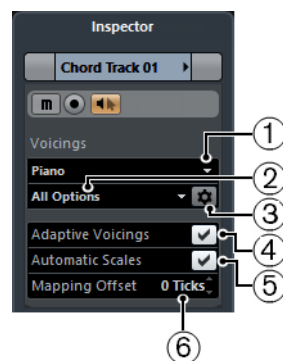 Inspector
Chord Track 01
m
Voicings
Piano
1
All Options
2
3
Adaptive Voicings
4
Automatic Scales
5
Mapping Offset 0 Ticks
6